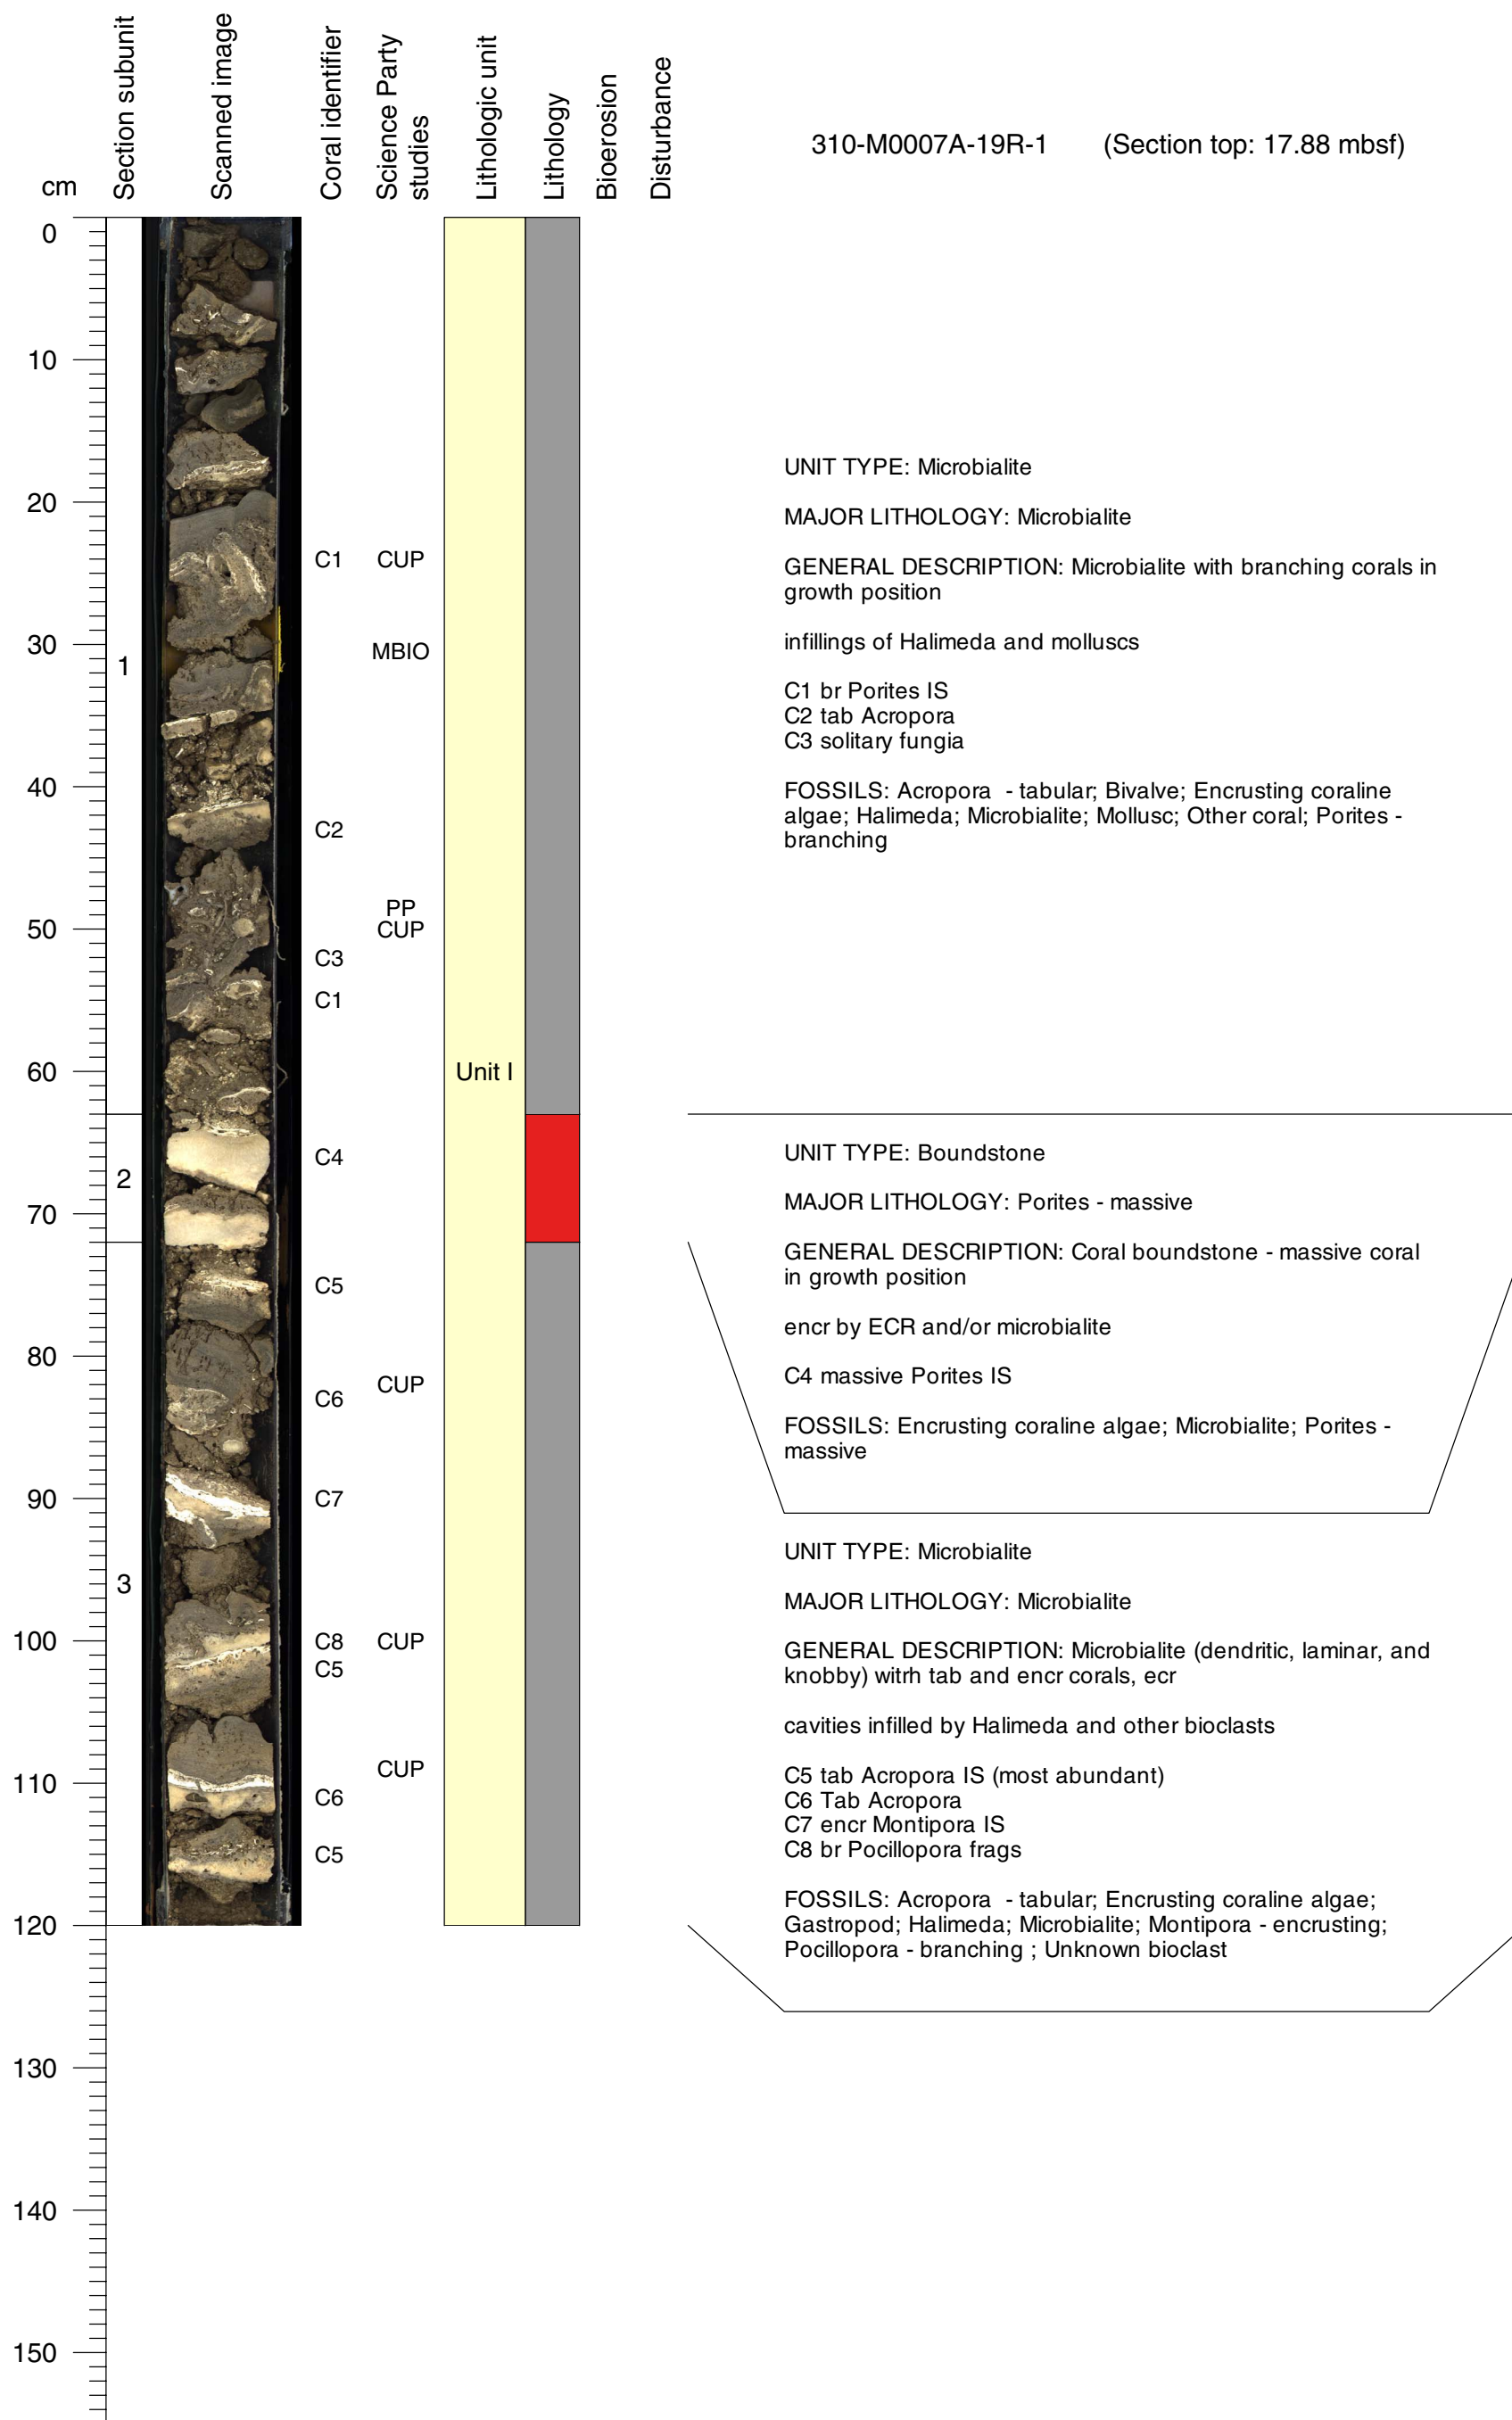 cm
Section subunit
Scanned image
Coral identifier
Science Party
studies
Lithologic unit
Lithology
Bioerosion
Disturbance
310-M0007A-19R-1 (Section top: 17.88 mbsf)
0
10
20
30
40
50
60
70
80
90
100
110
120
130
140
150
1
2
3
C1
C2
C3
C1
C4
C5
C6
C7
C8
C5
C6
C5
CUP
MBIO
PP
CUP
CUP
CUP
CUP
Unit I
UNIT TYPE: Microbialite
MAJOR LITHOLOGY: Microbialite
GENERAL DESCRIPTION: Microbialite with branching corals in
growth position
infillings of Halimeda and molluscs
C1 br Porites IS
C2 tab Acropora
C3 solitary fungia
FOSSILS: Acropora - tabular; Bivalve; Encrusting coraline
algae; Halimeda; Microbialite; Mollusc; Other coral; Porites -
branching
UNIT TYPE: Boundstone
MAJOR LITHOLOGY: Porites - massive
GENERAL DESCRIPTION: Coral boundstone - massive coral
in growth position
encr by ECR and/or microbialite
C4 massive Porites IS
FOSSILS: Encrusting coraline algae; Microbialite; Porites -
massive
UNIT TYPE: Microbialite
MAJOR LITHOLOGY: Microbialite
GENERAL DESCRIPTION: Microbialite (dendritic, laminar, and
knobby) witrh tab and encr corals, ecr
cavities infilled by Halimeda and other bioclasts
C5 tab Acropora IS (most abundant)
C6 Tab Acropora
C7 encr Montipora IS
C8 br Pocillopora frags
FOSSILS: Acropora - tabular; Encrusting coraline algae;
Gastropod; Halimeda; Microbialite; Montipora - encrusting;
Pocillopora - branching ; Unknown bioclast